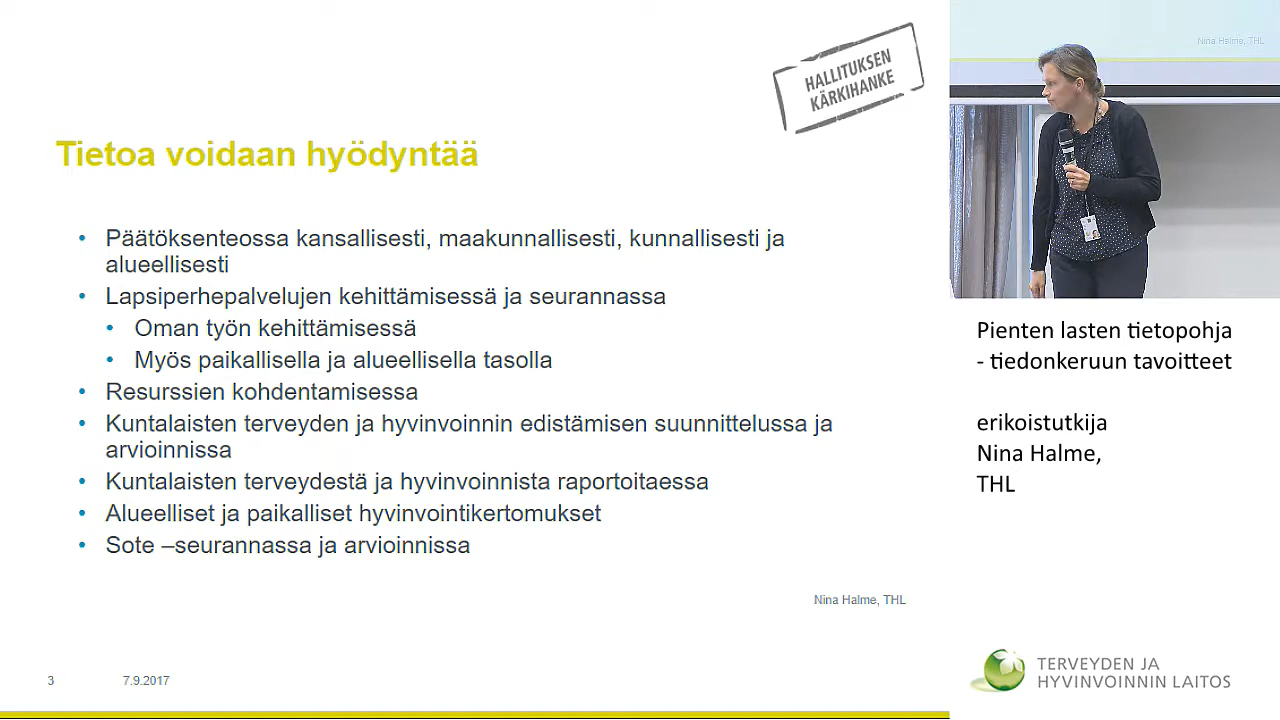 HALLITUKSEN
KÄRKIHANKE
Tietoa voidaan hyödyntää
• Päätöksenteossa kansallisesti, maakunnallisesti, kunnallisesti ja
alueellisesti
• Lapsiperhepalvelujen kehittämisessä ja seurannassa
• Oman työn kehittämisessä
• Myös paikallisella ja alueellisella tasolla
• Resurssien kohdentamisessa
• Kuntalaisten terveyden ja hyvinvoinnin edistämisen suunnittelussa ja
arvioinnissa
• Kuntalaisten terveydestä ja hyvinvoinnista raportoitaessa
• Alueelliset ja paikalliset hyvinvointikertomukset
• Sote –seurannassa ja arvioinnissa
Nina Halme, THL
3
7.9.2017
Nina Halme, THL
Pienten lasten tietopohja
- tiedonkeruun tavoitteet
erikoistutkija
Nina Halme,
THL
TERVEYDEN JA
HYVINVOINNIN LAITOS